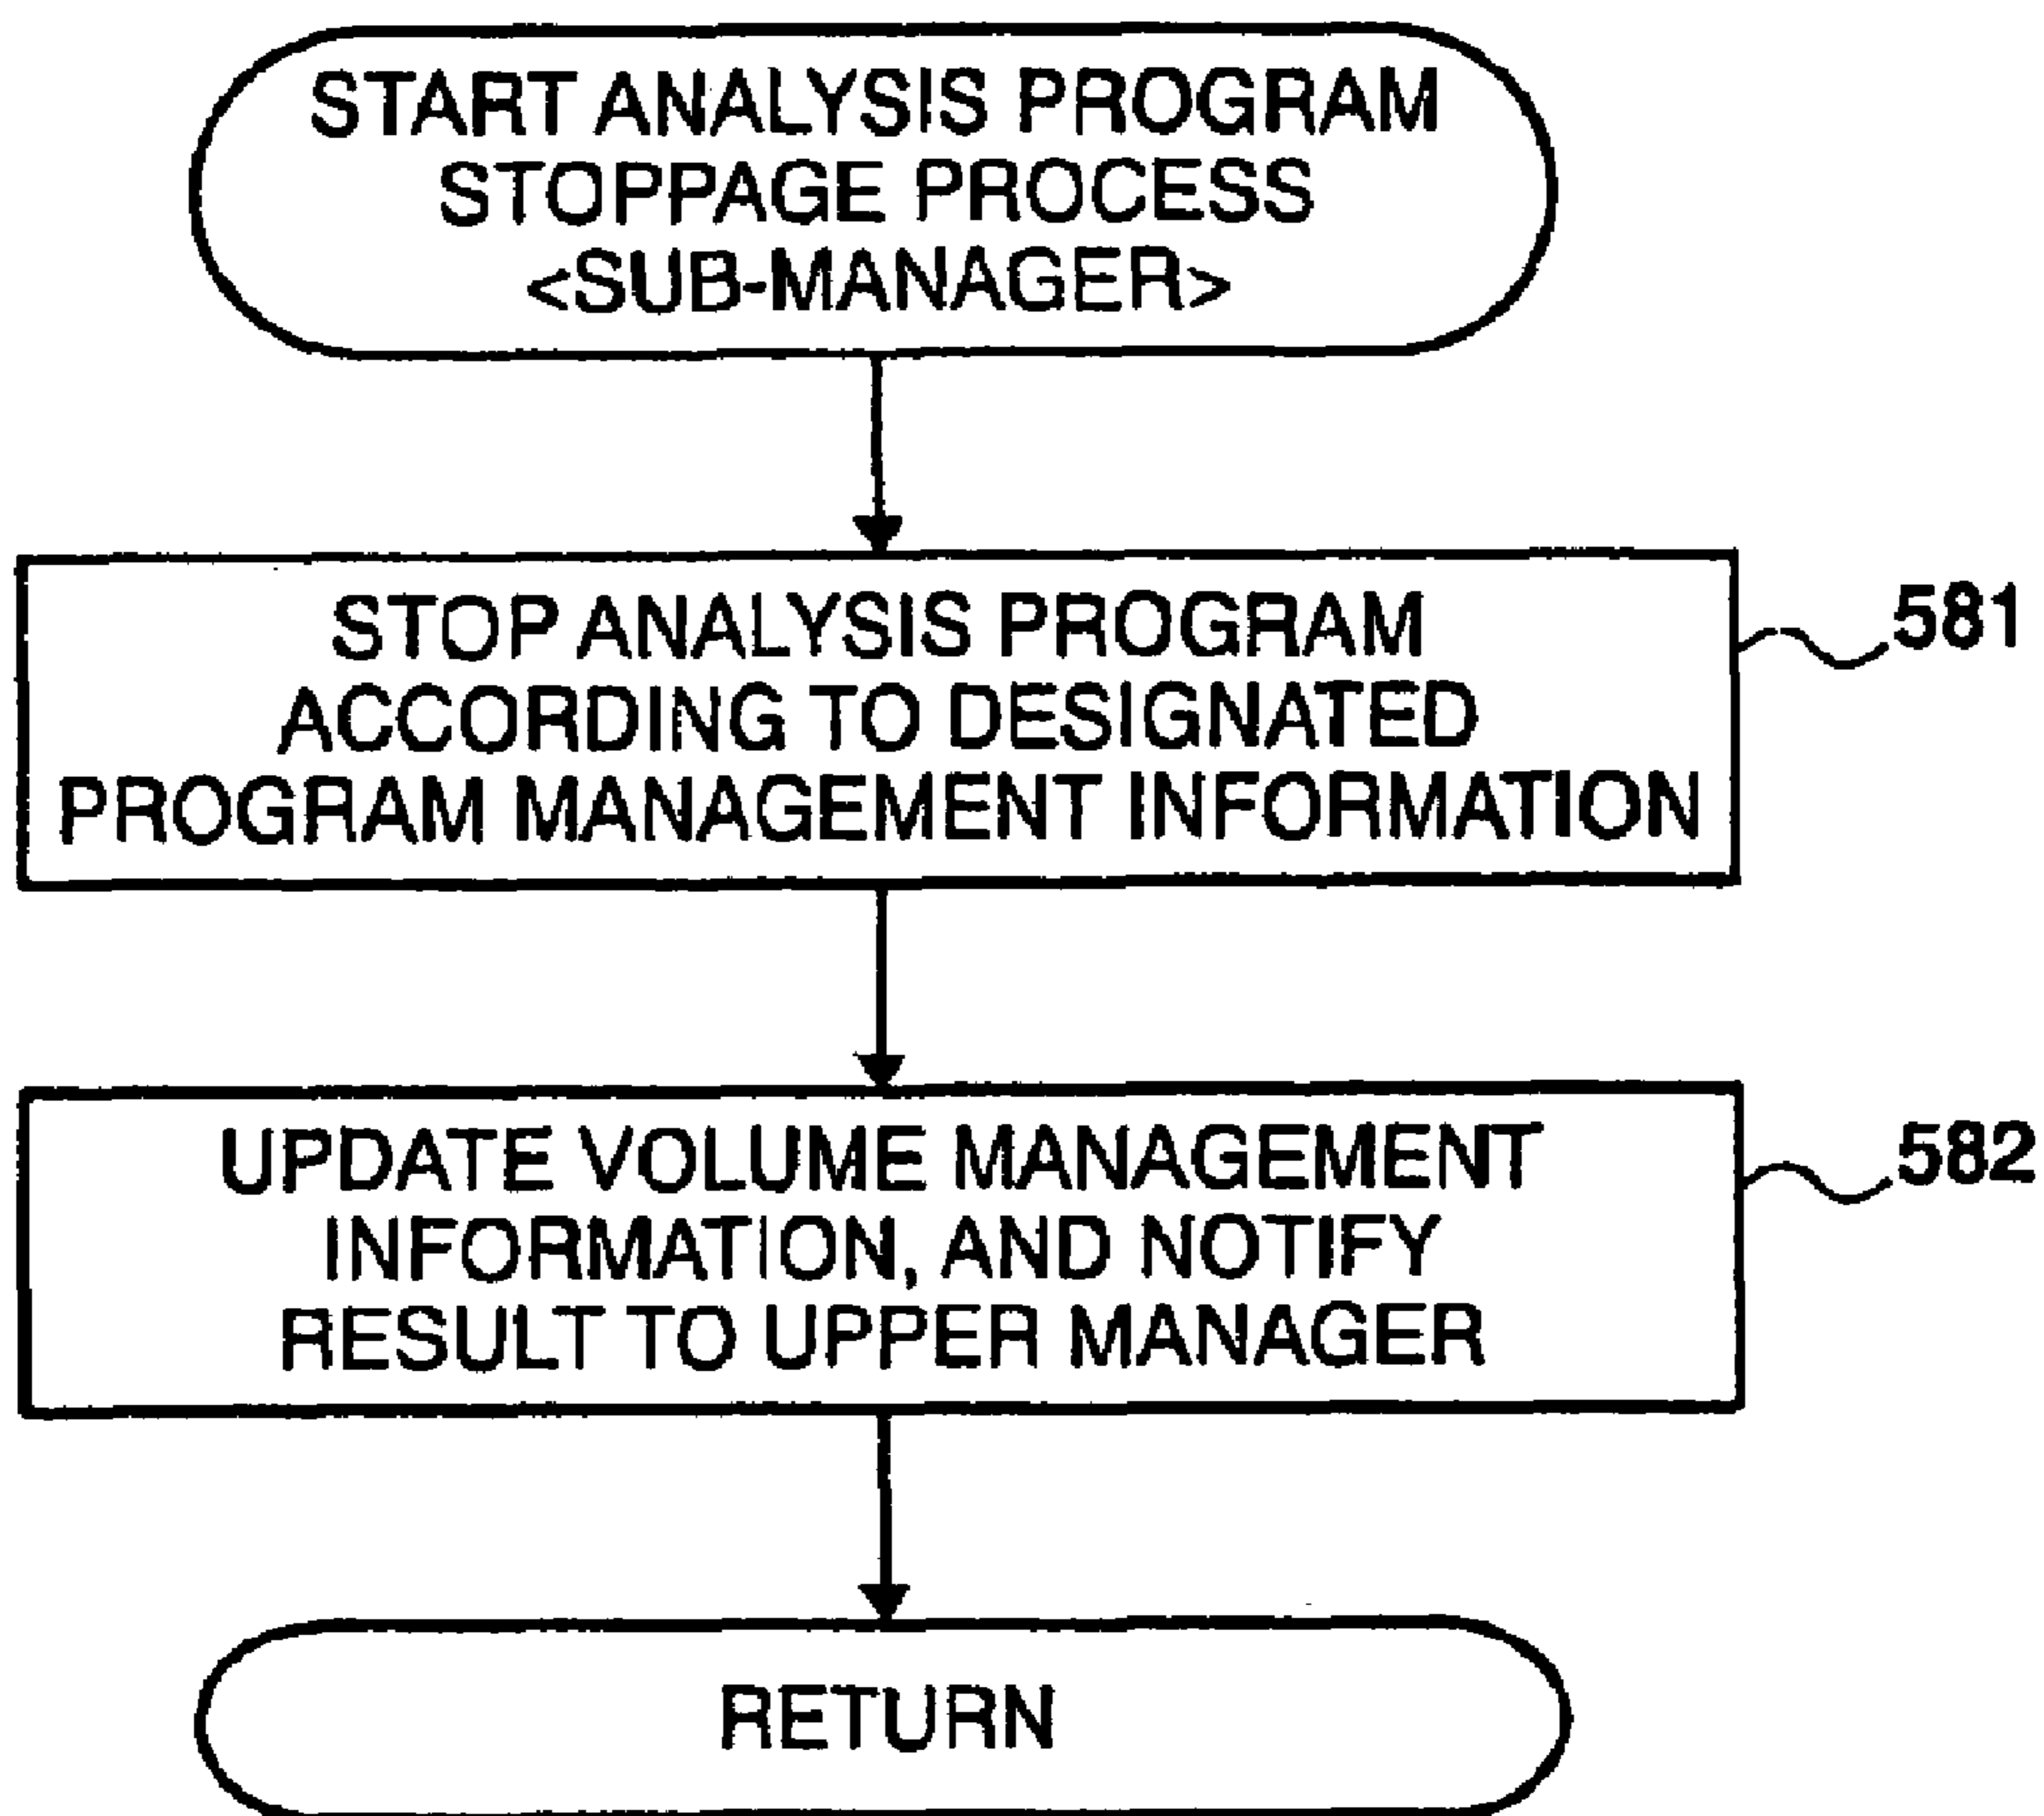 START ANALYSIS PROGRAM
STOPPAGE PROCESS
<SUB-MANAGER>
STOP ANALYSIS PROGRAM
ACCORDING TO DESIGNATED
PROGRAM MANAGEMENT INFORMATION
581
UPDATE VOLUME MANAGEMENT
INFORMATION, AND NOTIFY
RESULT TO UPPER MANAGER
582
RETURN